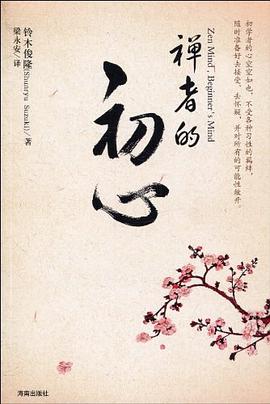 初学者的心空空如也，不受各种习性的羁绊，
随时准备好去接受，去怀疑，并对所有的可能性敞开。
Zen Mind, Beginner's Mind
禪者的
初心
铃木俊隆(Shunryu Suzaki)/著
梁永安/译
海南出版社